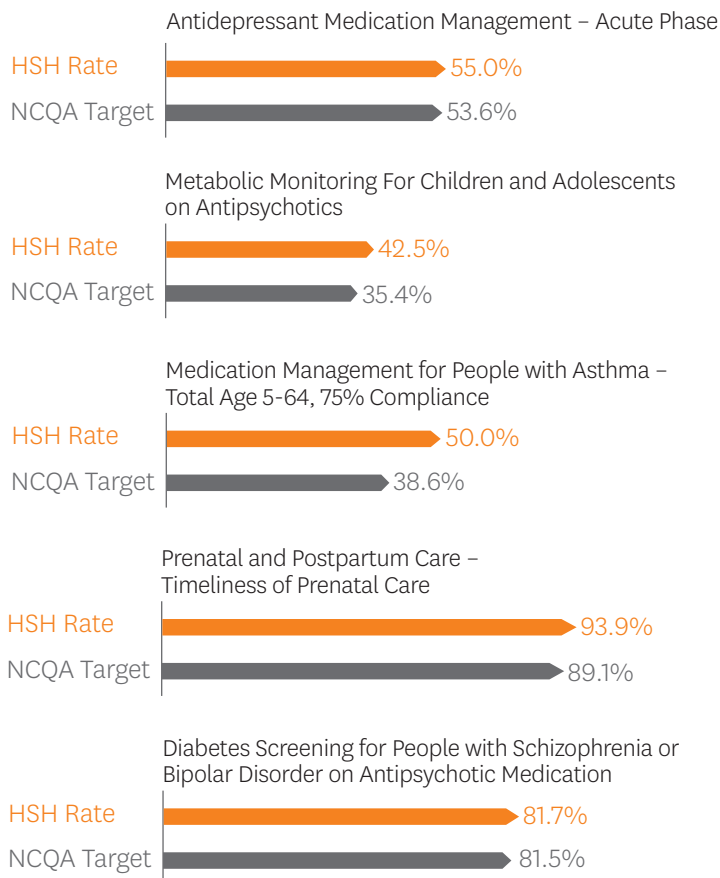 Antidepressant Medication Management – Acute Phase
HSH Rate 55.0%
NCQA Target 53.6%
Metabolic Monitoring For Children and Adolescents
on Antipsychotics
HSH Rate 42.5%
NCQA Target 35.4%
Medication Management for People with Asthma –
Total Age 5-64, 75% Compliance
HSH Rate 50.0%
NCQA Target 38.6%
Prenatal and Postpartum Care –
Timeliness of Prenatal Care
HSH Rate 93.9%
NCQA Target 89.1%
Diabetes Screening for People with Schizophrenia or
Bipolar Disorder on Antipsychotic Medication
HSH Rate 81.7%
NCQA Target 81.5%